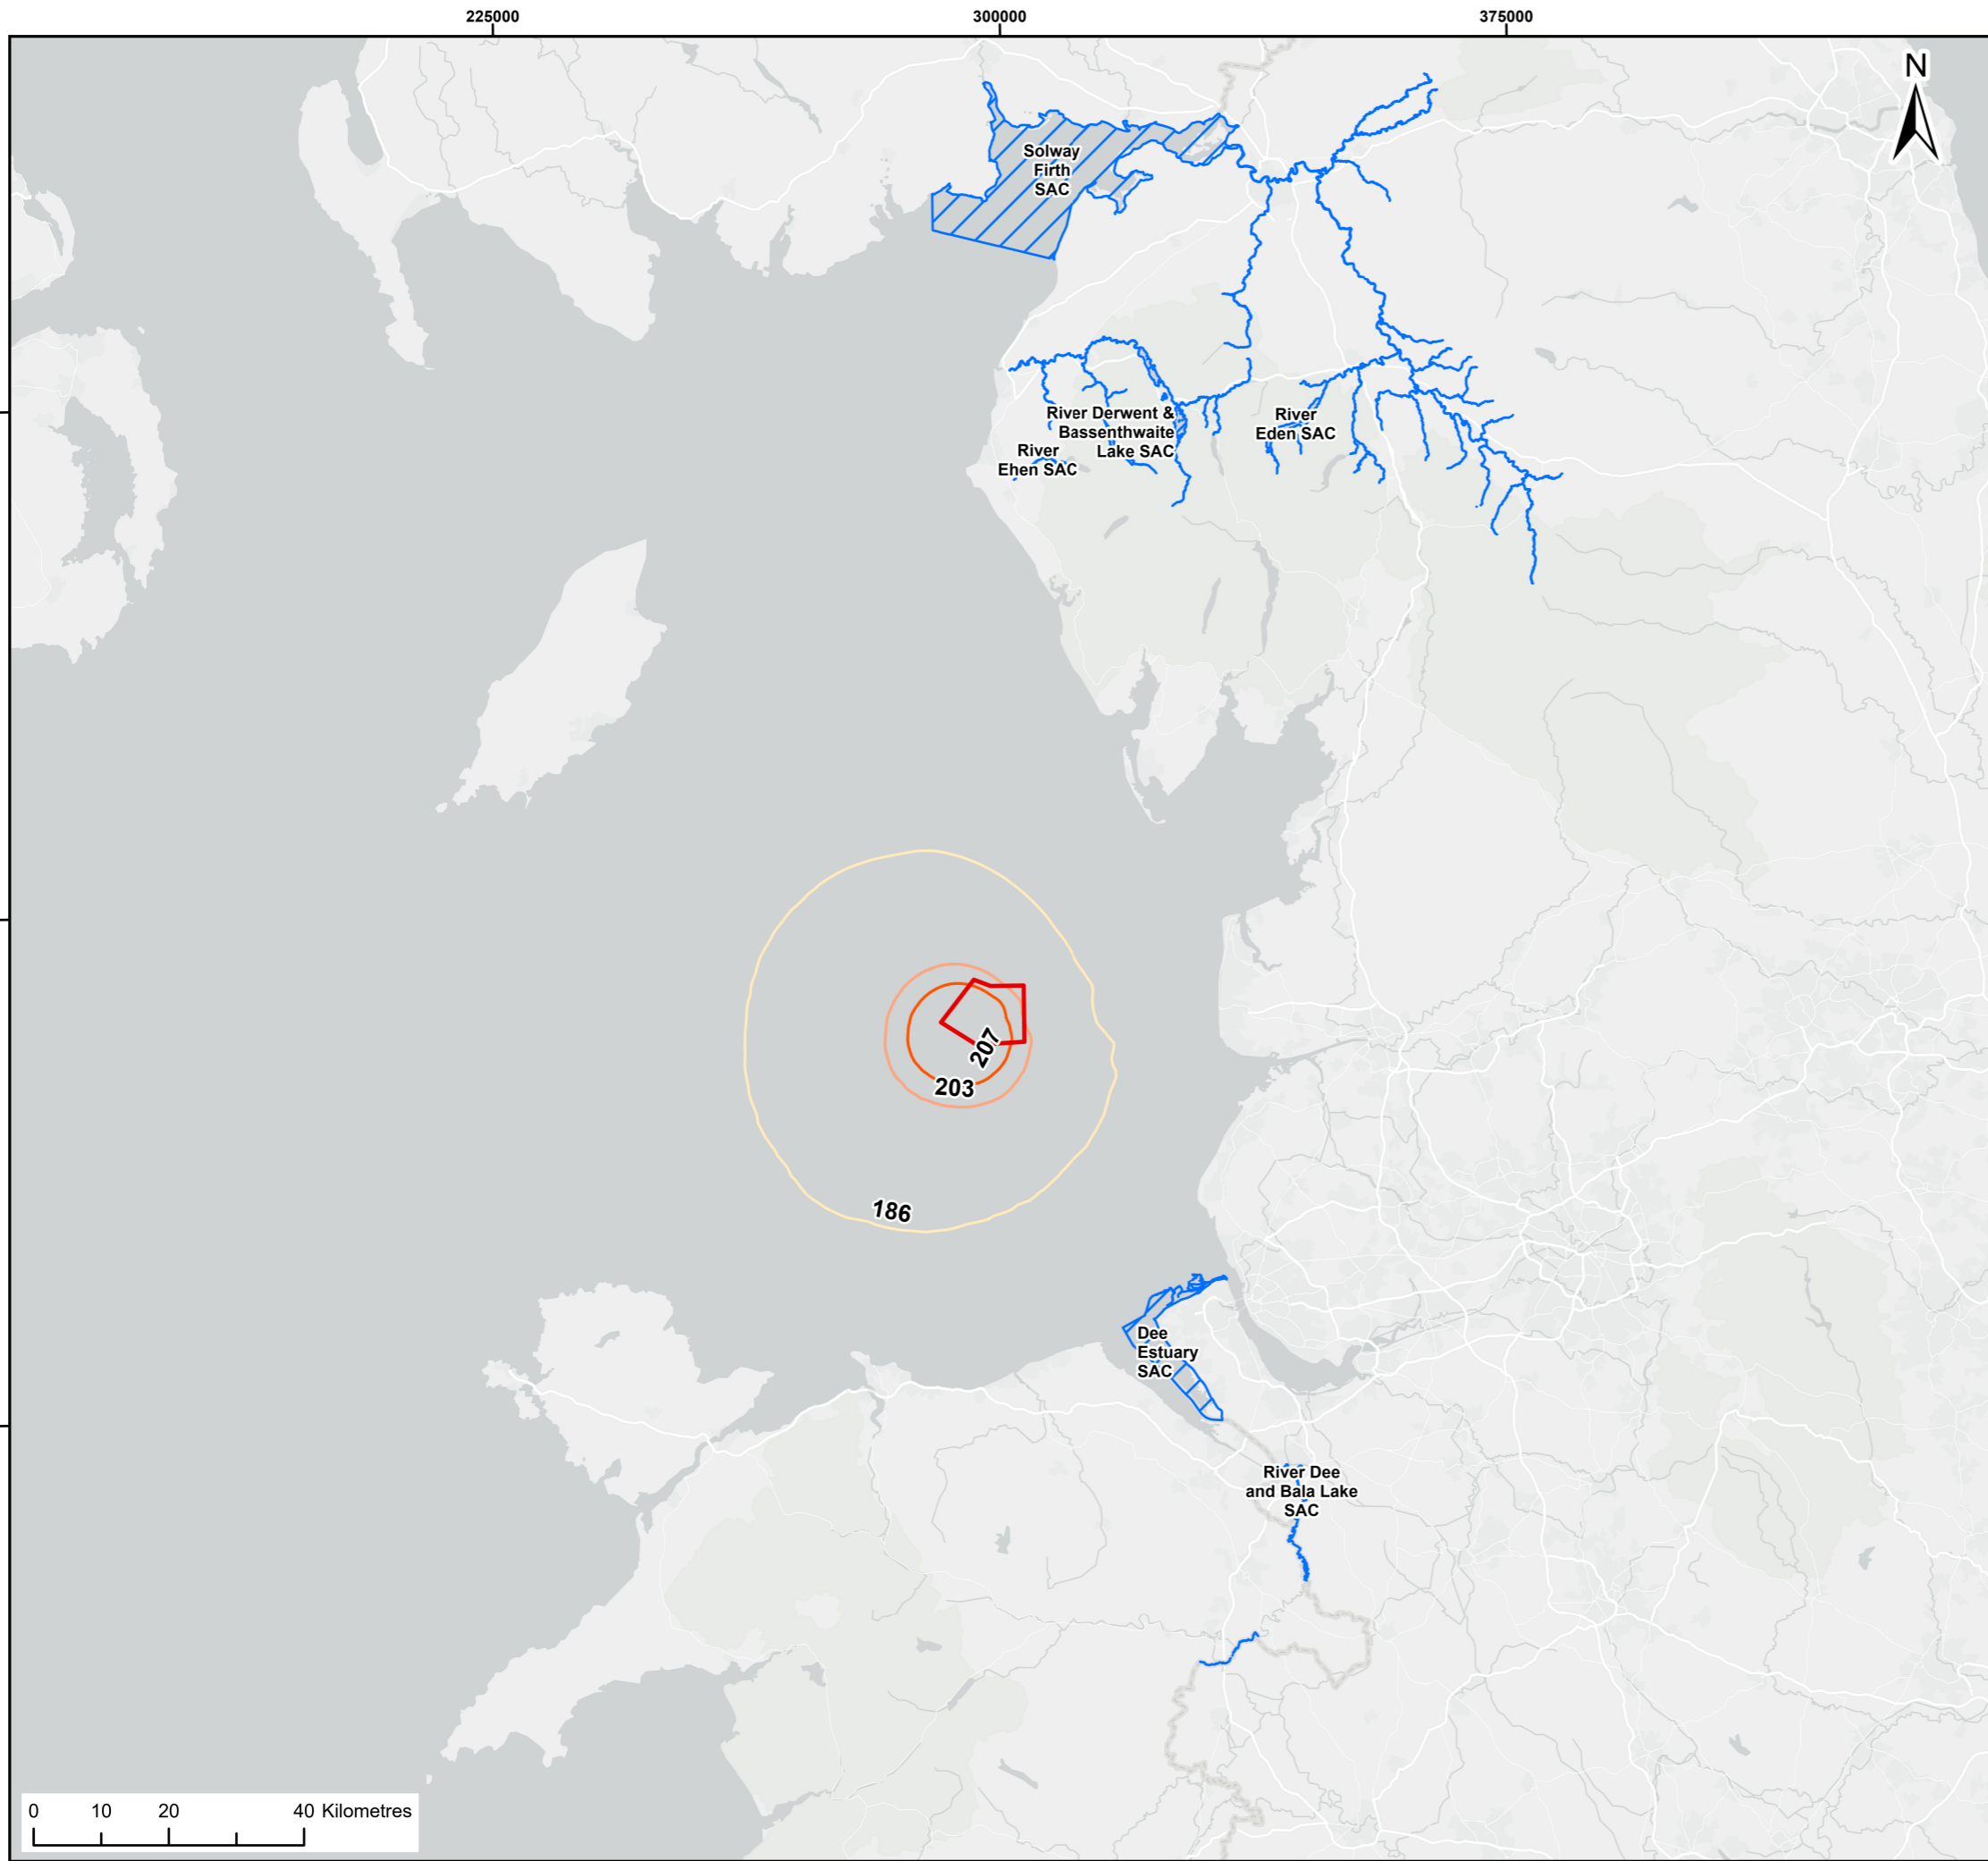 225000
300000
375000
N
Solway
Firth
SAC
River Derwent &
Bassenthwaite
Lake SAC
River
Eden SAC
River
Ehen SAC
207
203
186
Dee
Estuary
SAC
River Dee
and Bala Lake
SAC
0 10 20 40 Kilometres